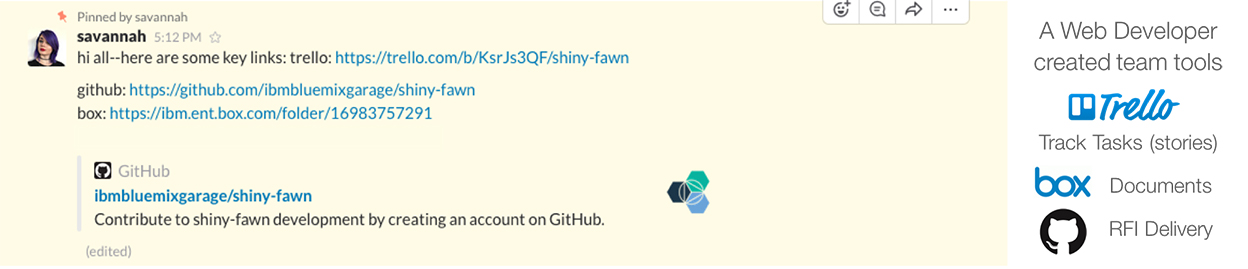 Pinned by savannah
savannah 5:12 PM
hi all--here are some key links: trello: https://trello.com/b/KsrJs3QF/shiny-fawn
github: https://github.com/ibmbluemixgarage/shiny-fawn
box: https://ibm.ent.box.com/folder/16983757291
GitHub
ibmbluemixgarage/shiny-fawn
Contribute to shiny-fawn development by creating an account on GitHub.
(edited)
A Web Developer
created team tools
Trello
Track Tasks (stories)
box Documents
RFI Delivery